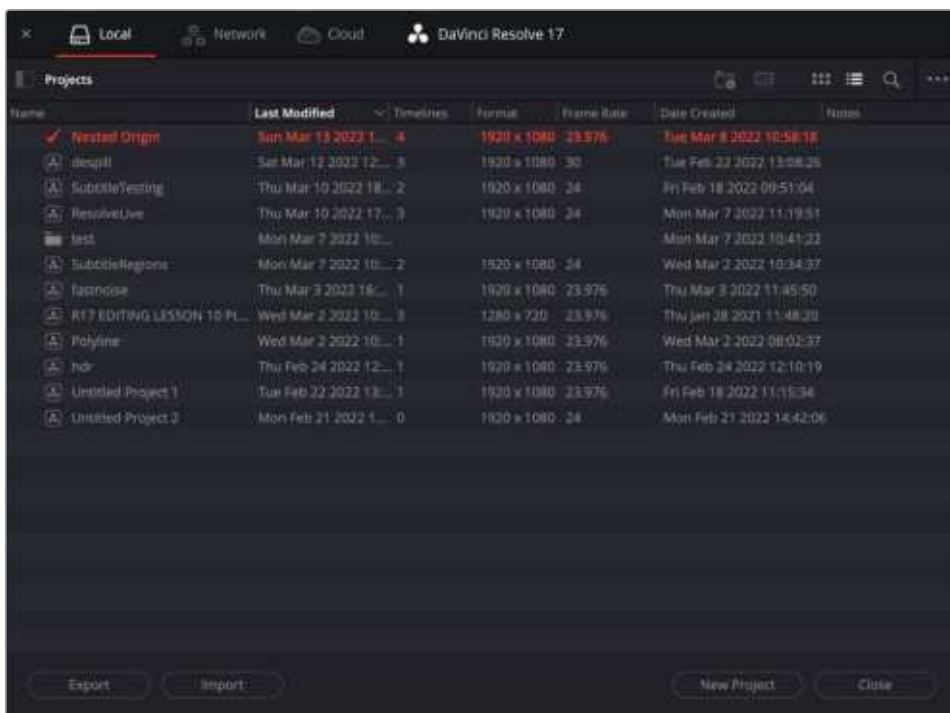 Local Network Cloud DaVinci Resolve 17
Projects
Name Last Modified Timelines Format Frame Rate Date Created Notes
Nested Origin Sun Mar 13 2022 1... 4 1920 x 1080 23.976 Tue Mar 8 2022 10:58:18
despill Sat Mar 12 2022 12:... 3 1920 x 1080 30 Tue Feb 22 2022 13:08:26
SubtitleTesting Thu Mar 10 2022 18... 2 1920 x 1080 24 Fri Feb 18 2022 09:51:04
ResolveLive Thu Mar 10 2022 17... 3 1920 x 1080 24 Mon Mar 7 2022 11:19:51
test Mon Mar 7 2022 10:... Mon Mar 7 2022 10:41:22
SubtitleRegions Mon Mar 7 2022 10:... 2 1920 x 1080 24 Wed Mar 2 2022 10:34:37
fastnoise Thu Mar 3 2022 16:... 1 1920 x 1080 23.976 Thu Mar 3 2022 11:45:50
R17 EDITING LESSON 10 Pt... Wed Mar 2 2022 10:... 3 1280 x 720 23.976 Thu Jan 28 2021 11:48:20
Polyline Wed Mar 2 2022 10:... 1 1920 x 1080 23.976 Wed Mar 2 2022 08:02:37
hdr Thu Feb 24 2022 12:... 1 1920 x 1080 23.976 Thu Feb 24 2022 12:10:19
Untitled Project 1 Tue Feb 22 2022 13:... 1 1920 x 1080 23.976 Fri Feb 18 2022 11:15:34
Untitled Project 2 Mon Feb 21 2022 1... 0 1920 x 1080 24 Mon Feb 21 2022 14:42:06
Export Import New Project Close